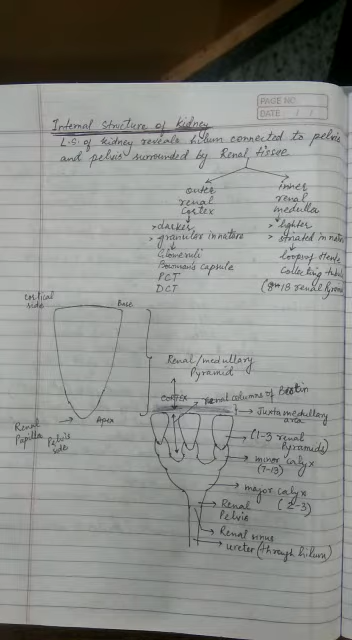 PAGE NO.
DATE: / /
Internal Structure of Kidney
L.S. of kidney reveals hilum connected to pelvis
and pelvis surrounded by Renal tissue
outer
renal
cortex
> darker
> granular in nature
Glomeruli
Bowman's capsule
PCT
DCT
inner
renal
medulla
> lighter
> striated in nature
loop of Henle
Collecting tubule
(8-18 renal Pyramid
cortical
side
Base
Renal/medullary
Pyramid
Renal
Papilla
Pelvis
side
Apex
cortex
Renal columns of Bertin
Juxtamedullary
area
(1-3 renal
Pyramids)
minor calyx
(7-13)
major calyx
(2-3)
Renal
Pelvis
Renal sinus
ureter (through hilum)